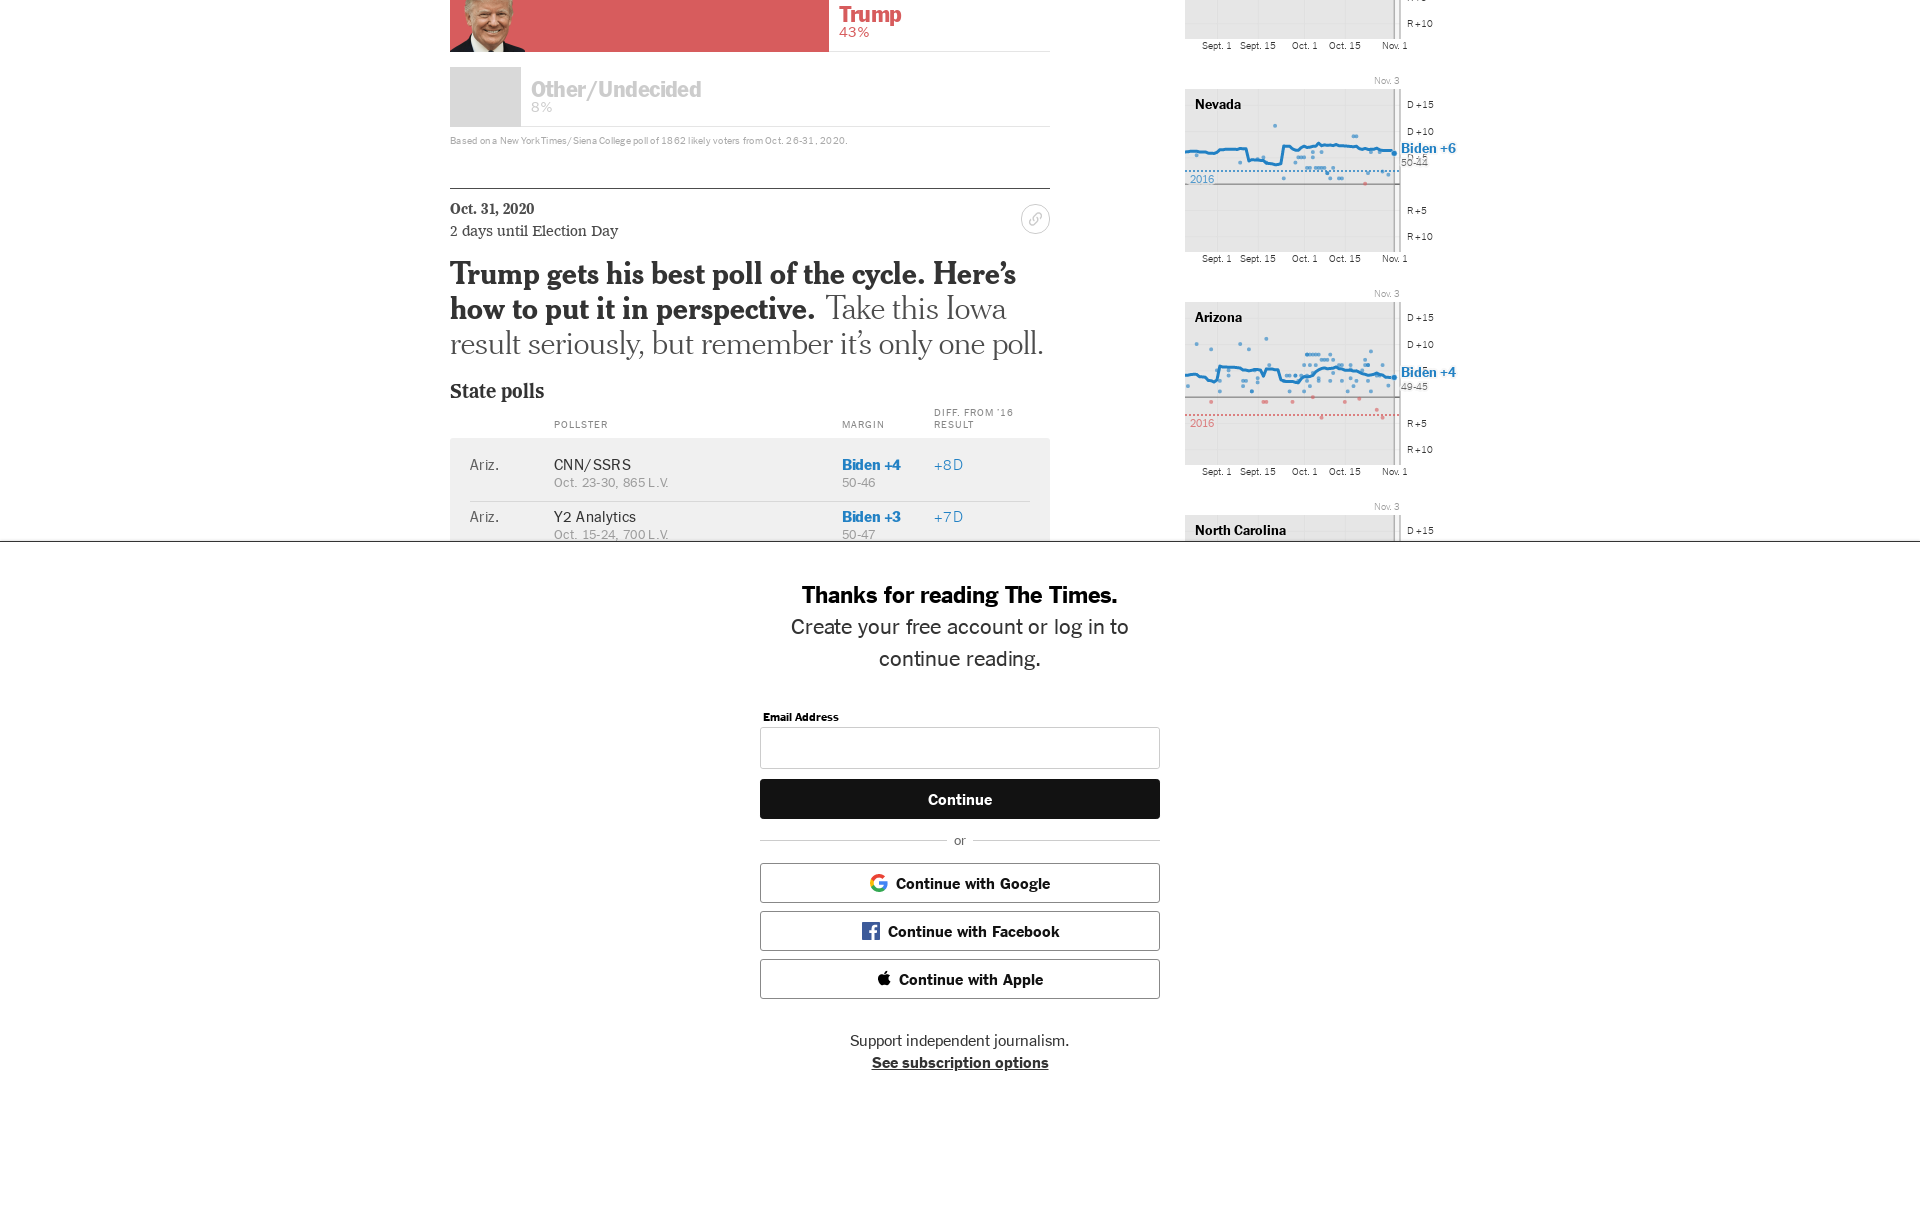 Trump
43%
Other/Undecided
8%
Based on a New York Times/Siena College poll of 1862 likely voters from Oct. 26-31, 2020.
Oct. 31, 2020
2 days until Election Day
Trump gets his best poll of the cycle. Here’s
how to put it in perspective. Take this Iowa
result seriously, but remember it’s only one poll.
State polls
POLLSTER MARGIN DIFF. FROM ’16 RESULT
Ariz. CNN/SSRS Biden +4 +8 D
Oct. 23-30, 865 L.V. 50-46
Ariz. Y2 Analytics Biden +3 +7 D
Oct. 15-24, 700 L.V. 50-47
R+10
Sept. 1 Sept. 15 Oct. 1 Oct. 15 Nov. 1
Nov. 3
Nevada
D+15
D+10
Biden +6
50-44
2016
R+5
R+10
Sept. 1 Sept. 15 Oct. 1 Oct. 15 Nov. 1
Nov. 3
Arizona
D+15
D+10
Biden +4
49-45
2016
R+5
R+10
Sept. 1 Sept. 15 Oct. 1 Oct. 15 Nov. 1
Nov. 3
North Carolina
D+15
Thanks for reading The Times.
Create your free account or log in to
continue reading.
Email Address
Continue
or
Continue with Google
Continue with Facebook
Continue with Apple
Support independent journalism.
See subscription options